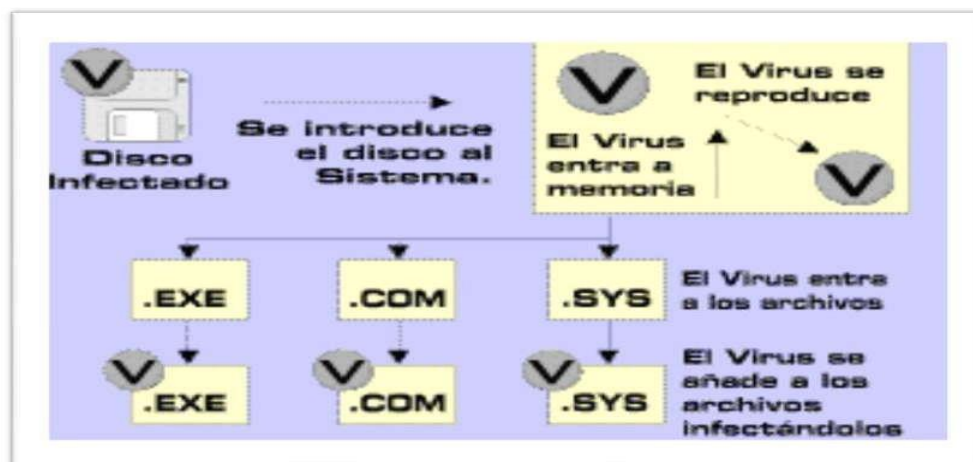 V
Disco
Infectado
Se introduce
el disco al
Sistema.
V
El Virus se
reproduce
El Virus
entra a
memoria
V
.EXE
.COM
.SYS
El Virus entra
a los archivos
V
.EXE
V
.COM
V
.SYS
El Virus se
añade a los
archivos
infectándolos